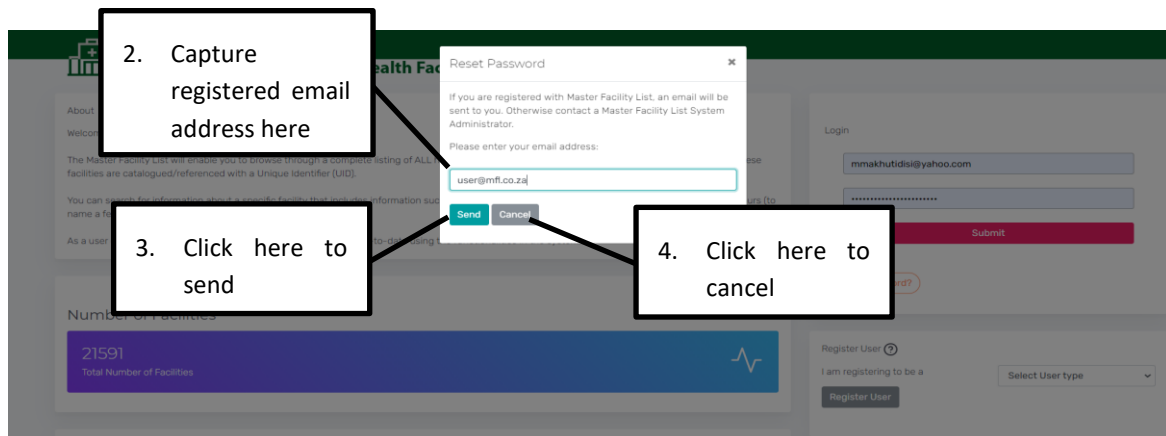 2. Capture
registered email
address here
ealth Fac
Reset Password ×
If you are registered with Master Facility List, an email will be
sent to you. Otherwise contact a Master Facility List System
Administrator.
Please enter your email address:
user@mfl.co.za
Send Cancel
3. Click here to
send
4. Click here to
cancel
About
Welcom
The Master Facility List will enable you to browse through a complete listing of ALL
facilities are catalogued/referenced with a Unique Identifier (UID).
You can search for information about a specific facility that includes information suc
urs (to
name a fe
As a user
to-date using t
Number of Facilities
21591
Total Number of Facilities
Login
mmakhutidisi@yahoo.com
Submit
rd?
Register User ?
I am registering to be a Select User type
Register User